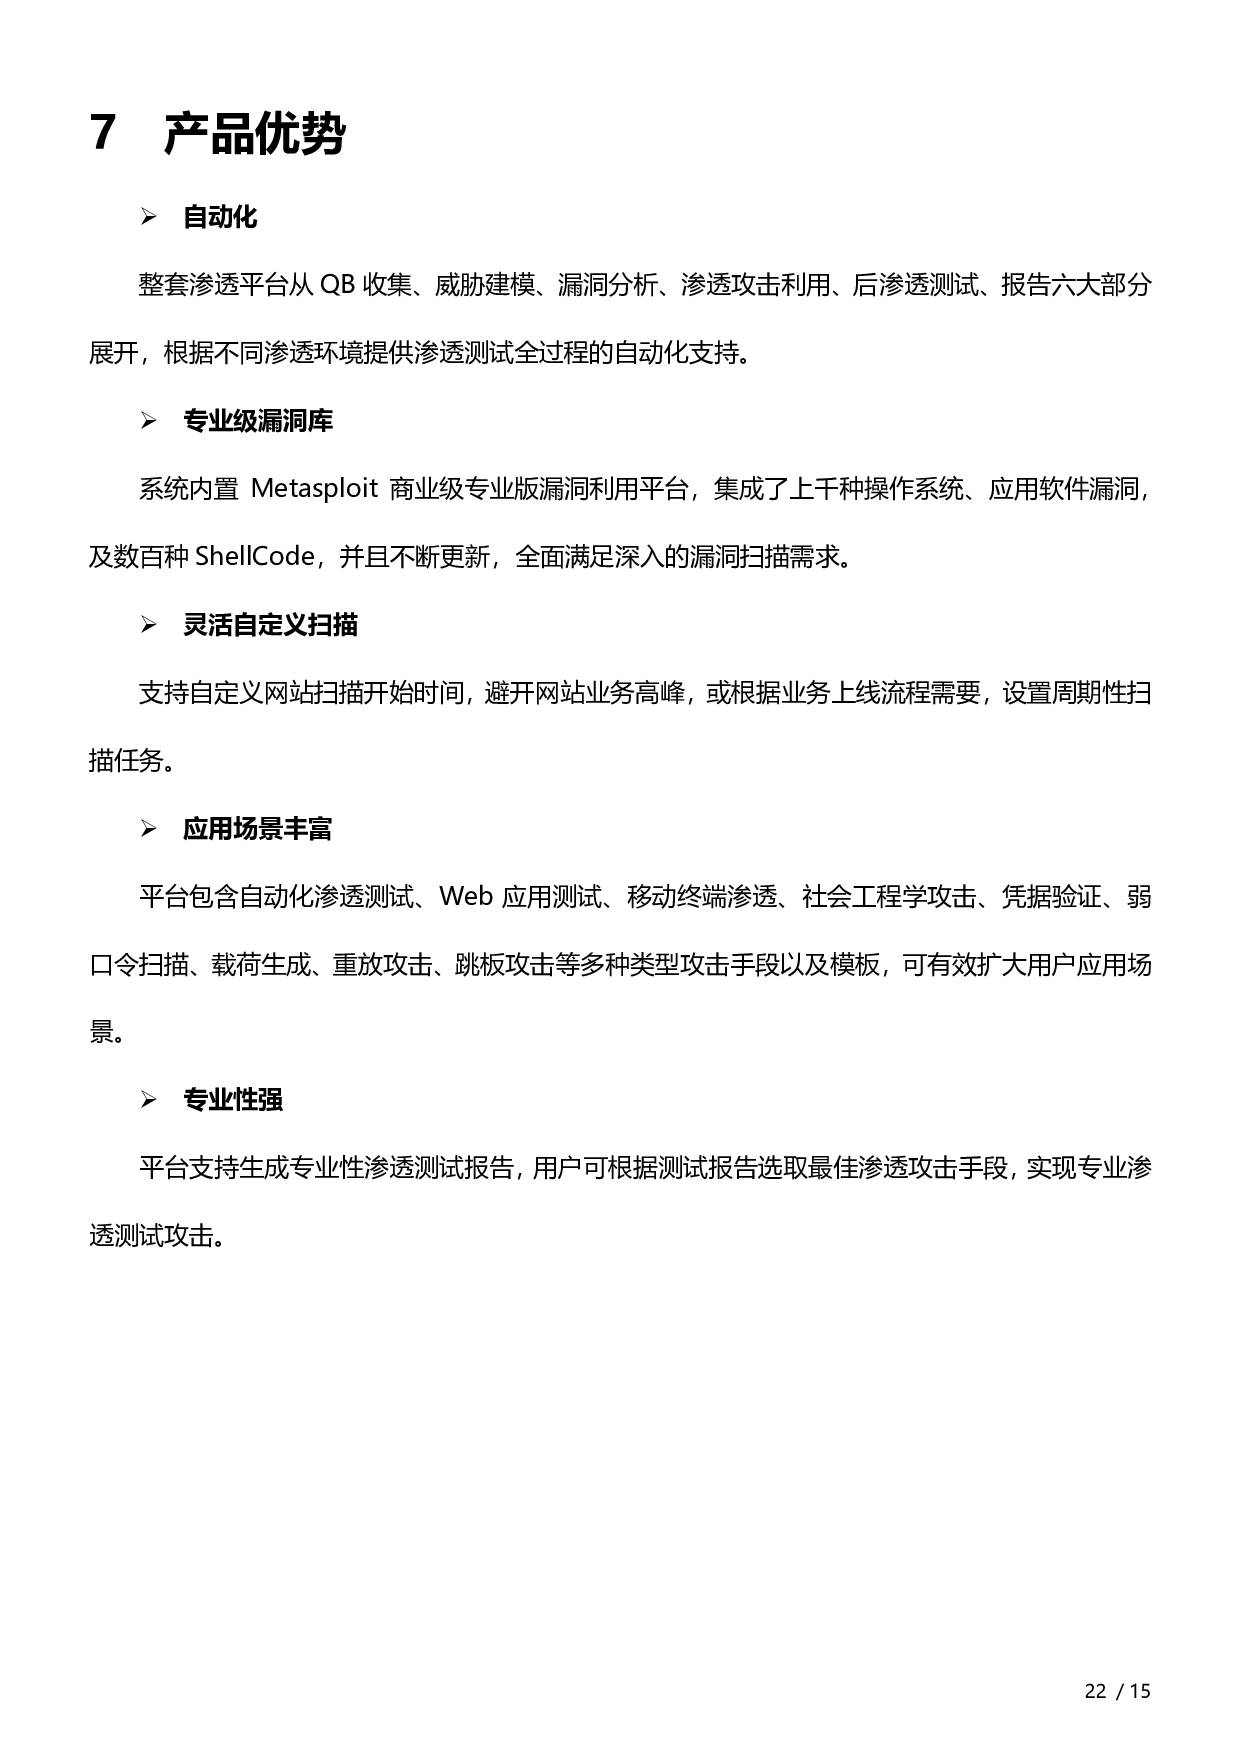 7 产品优势
➢ 自动化
整套渗透平台从 QB 收集、威胁建模、漏洞分析、渗透攻击利用、后渗透测试、报告六大部分
展开，根据不同渗透环境提供渗透测试全过程的自动化支持。
➢ 专业级漏洞库
系统内置 Metasploit 商业级专业版漏洞利用平台，集成了上千种操作系统、应用软件漏洞，
及数百种 ShellCode，并且不断更新，全面满足深入的漏洞扫描需求。
➢ 灵活自定义扫描
支持自定义网站扫描开始时间，避开网站业务高峰，或根据业务上线流程需要，设置周期性扫
描任务。
➢ 应用场景丰富
平台包含自动化渗透测试、Web 应用测试、移动终端渗透、社会工程学攻击、凭据验证、弱
口令扫描、载荷生成、重放攻击、跳板攻击等多种类型攻击手段以及模板，可有效扩大用户应用场
景。
➢ 专业性强
平台支持生成专业性渗透测试报告，用户可根据测试报告选取最佳渗透攻击手段，实现专业渗
透测试攻击。
22 / 15